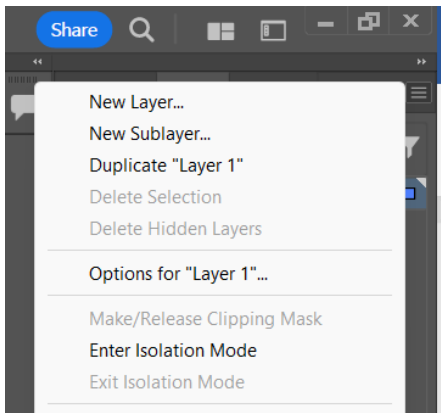 Share
New Layer...
New Sublayer...
Duplicate "Layer 1"
Delete Selection
Delete Hidden Layers
Options for "Layer 1"...
Make/Release Clipping Mask
Enter Isolation Mode
Exit Isolation Mode